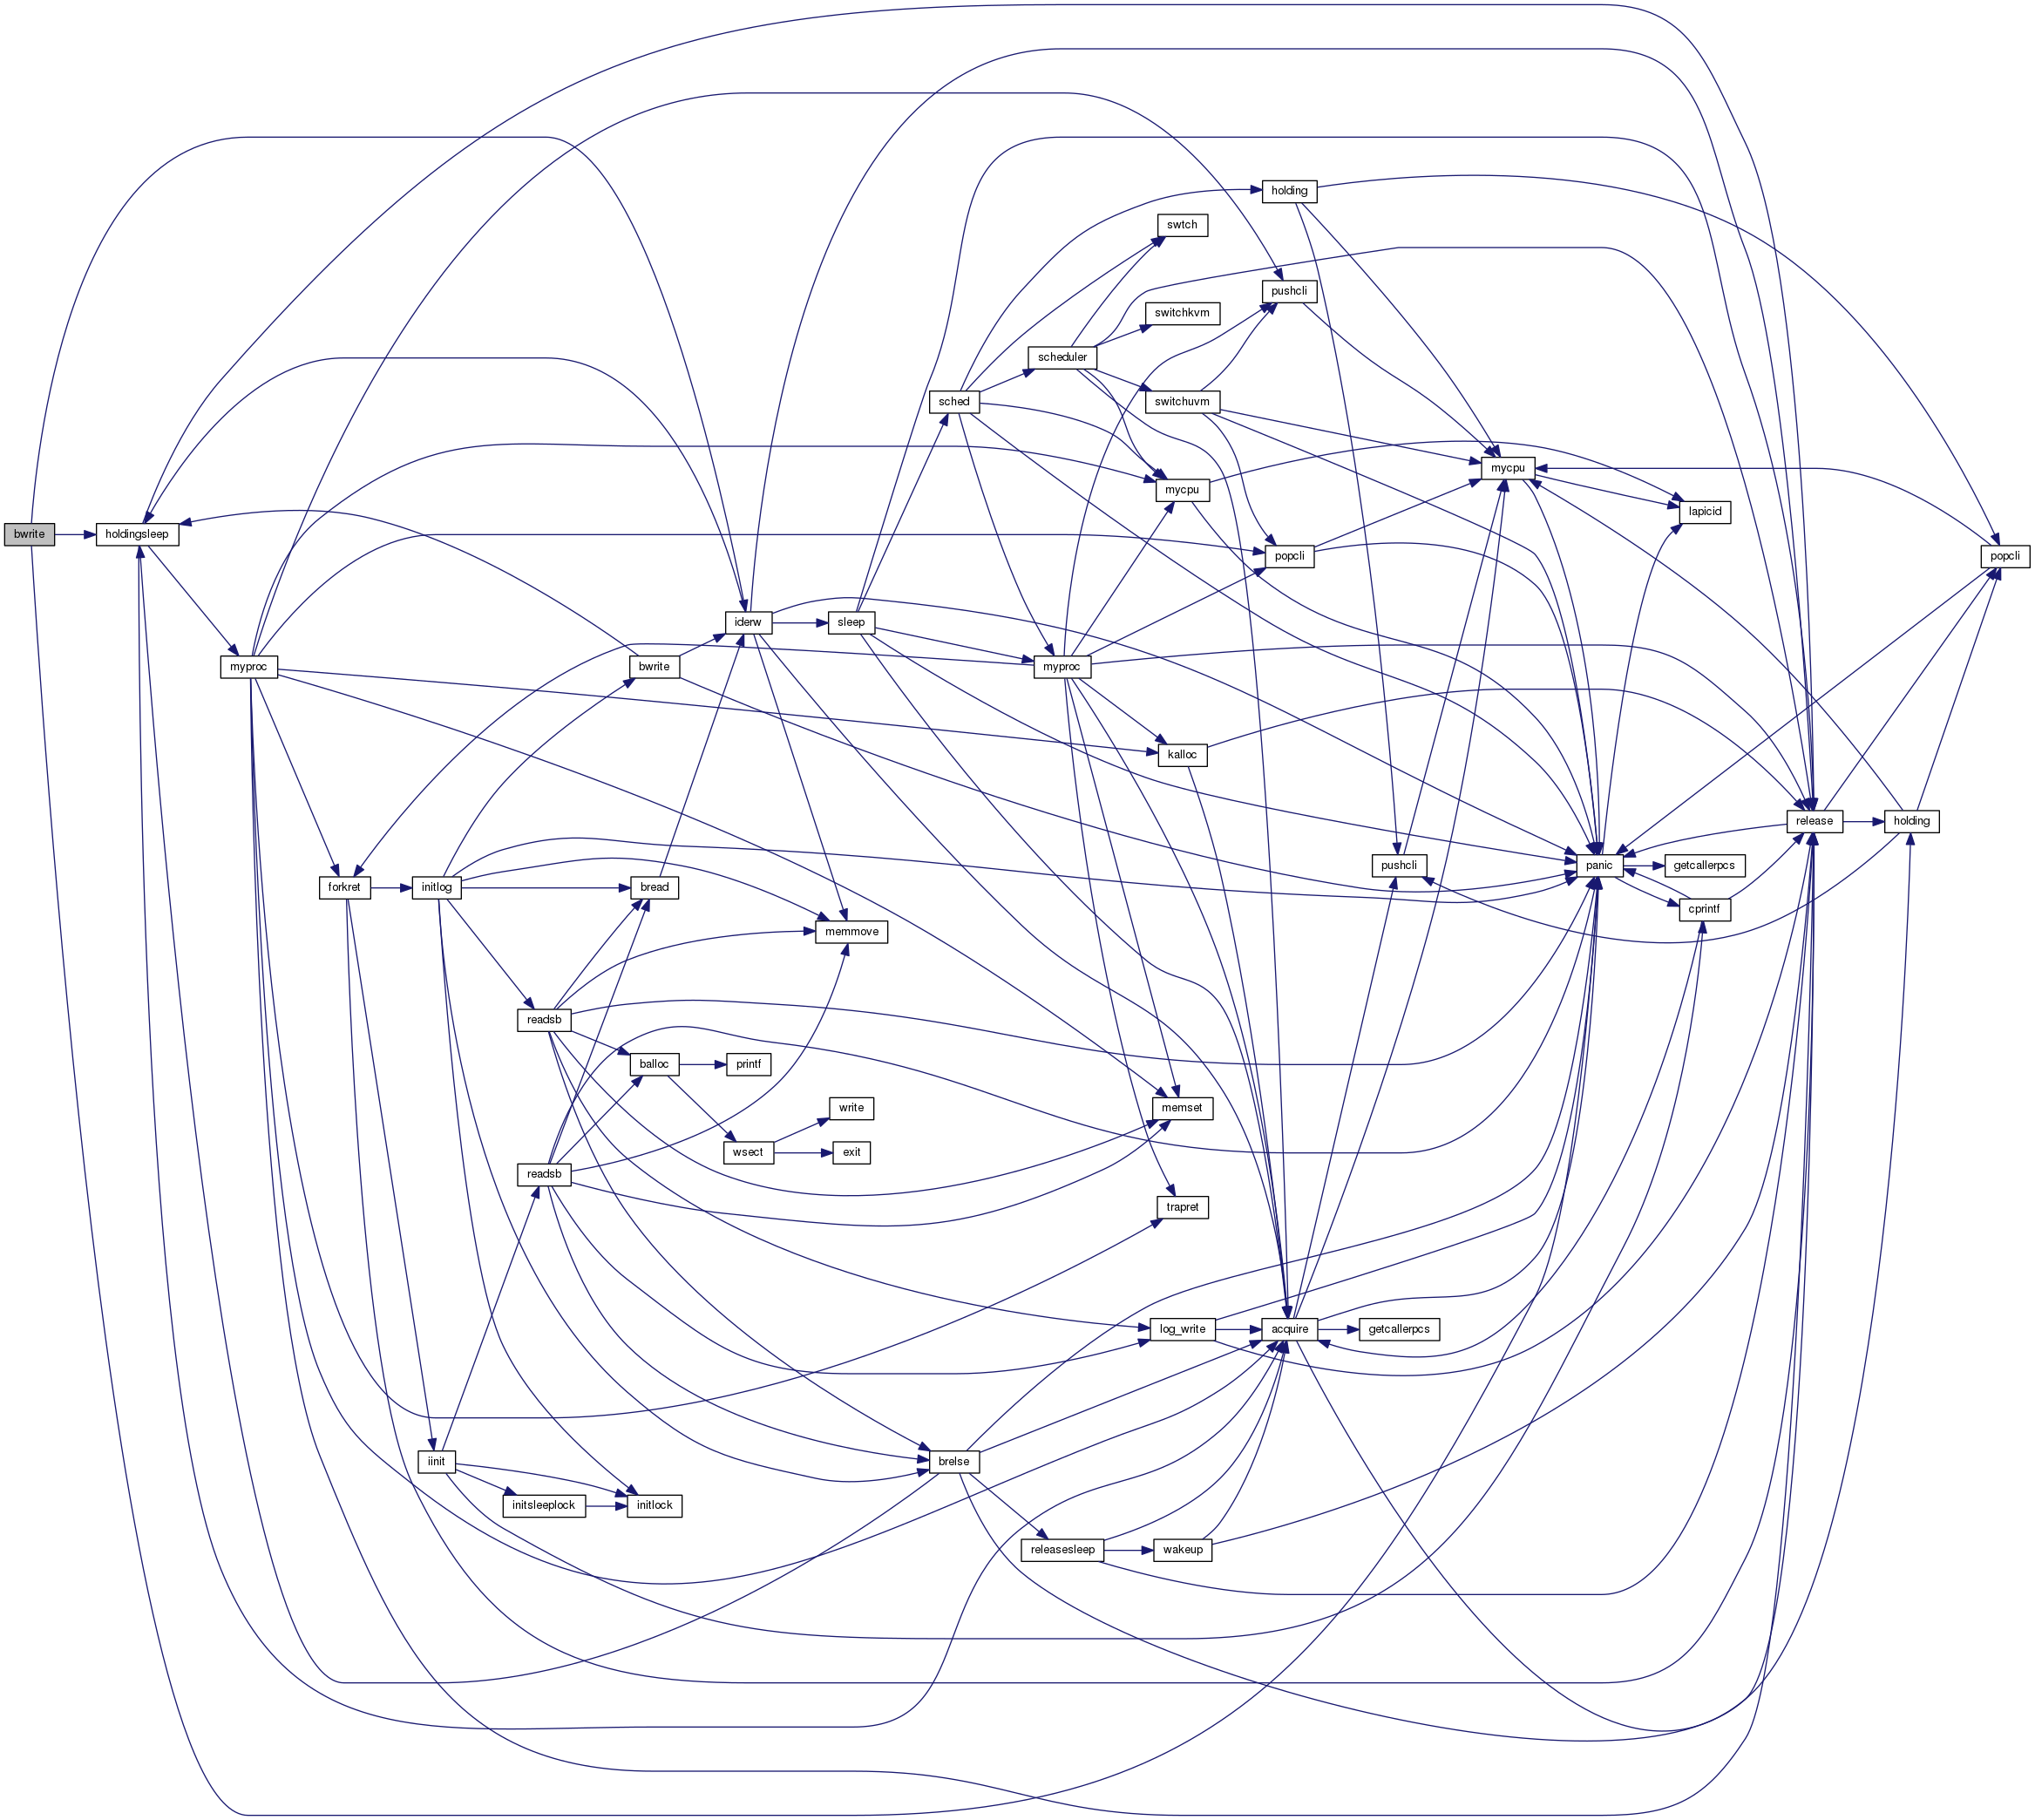 holding
swtch
pushcli
switchkvm
scheduler
switchuvm
sched
mycpu
mycpu
lapicid
bwrite
holdingsleep
popcli
popcli
iderw
sleep
myproc
bwrite
myproc
kalloc
release
holding
pushcli
panic
getcallerpcs
forkret
initlog
bread
cprintf
memmove
readsb
balloc
printf
write
memset
wsect
exit
readsb
trapret
log_write
acquire
getcallerpcs
iinit
brelse
initsleeplock
initlock
releasesleep
wakeup